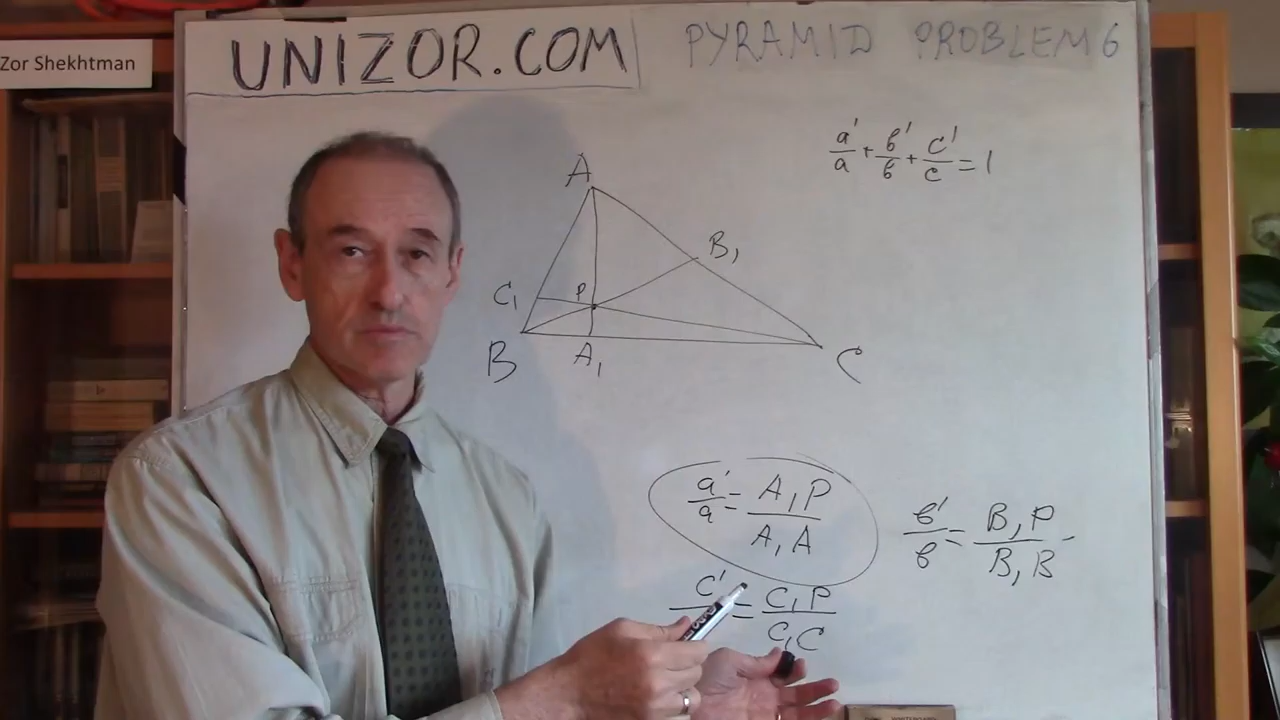 Zor Shekhtman
UNIZOR.COM
PYRAMID PROBLEM 6
a'/a + b'/b + c'/c = 1
A
B₁
C₁
P
B
A₁
C
a'/a = A₁P/A₁A
b'/b = B₁P/B₁B
c'/ = C₁P/C₁C